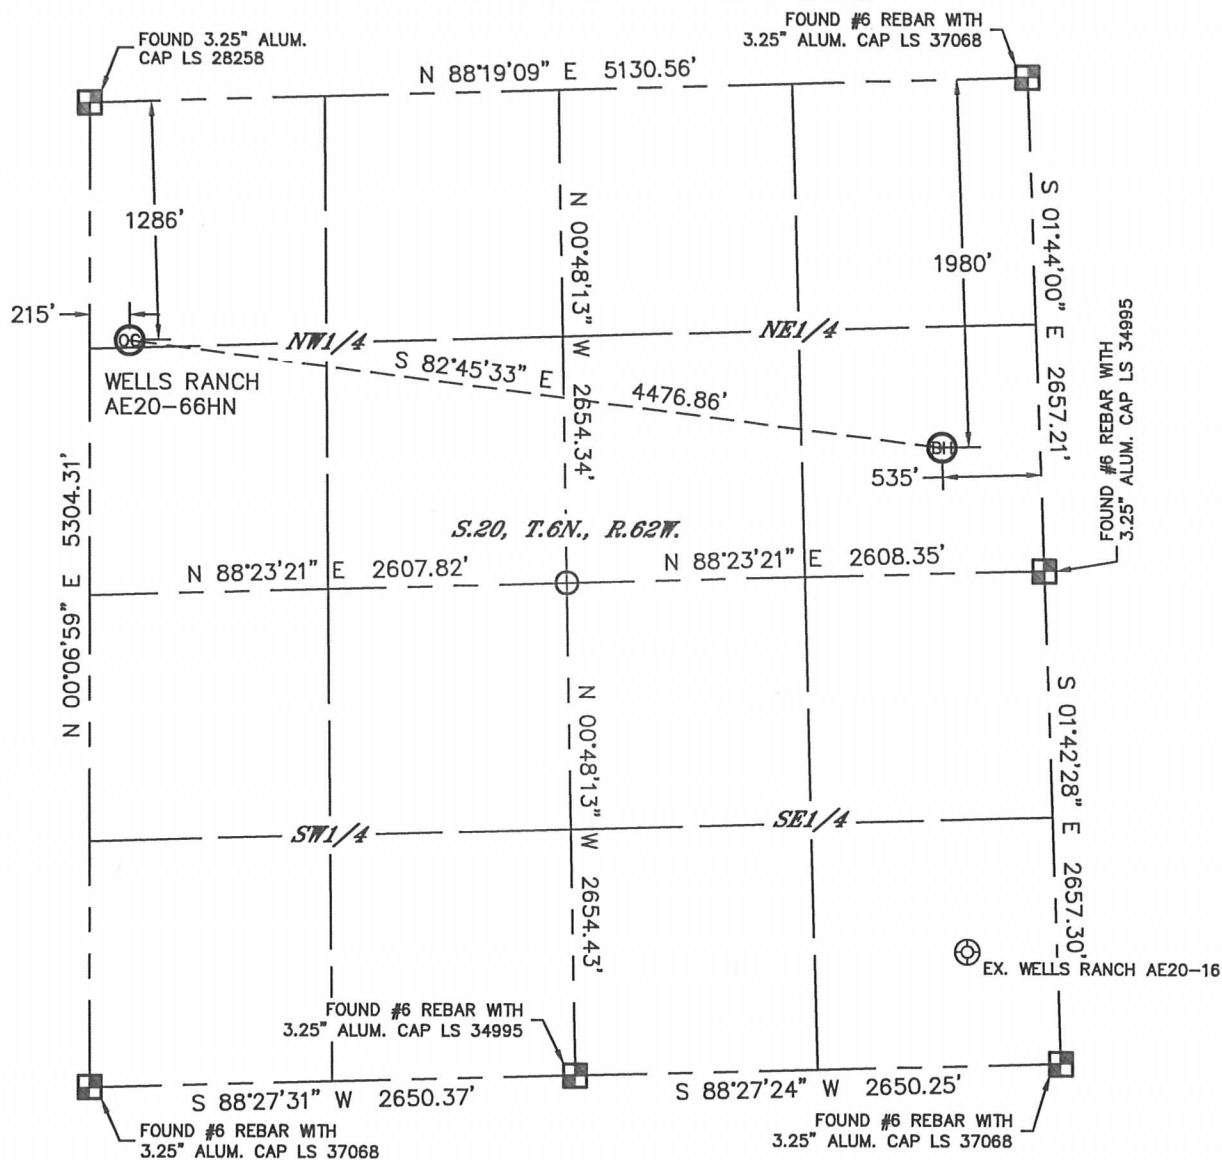 FOUND 3.25" ALUM.
CAP LS 28258
FOUND #6 REBAR WITH
3.25" ALUM. CAP LS 37068
N 88°19'09" E 5130.56'
1286'
N 00°48'13" W 2654.34'
1980'
S 01°44'00" E 2657.21'
215'
OG
NW1/4
NE1/4
FOUND #6 REBAR WITH
3.25" ALUM. CAP LS 34995
WELLS RANCH
AE20-66HN
S 82°45'33" E 4476.86'
BH
535'
N 00°06'59" E 5304.31'
S.20, T.6N., R.62W.
N 88°23'21" E 2607.82'
N 88°23'21" E 2608.35'
N 00°48'13" W 2654.43'
S 01°42'28" E 2657.30'
SW1/4
SE1/4
EX. WELLS RANCH AE20-16
FOUND #6 REBAR WITH
3.25" ALUM. CAP LS 34995
S 88°27'31" W 2650.37'
S 88°27'24" W 2650.25'
FOUND #6 REBAR WITH
3.25" ALUM. CAP LS 37068
FOUND #6 REBAR WITH
3.25" ALUM. CAP LS 37068